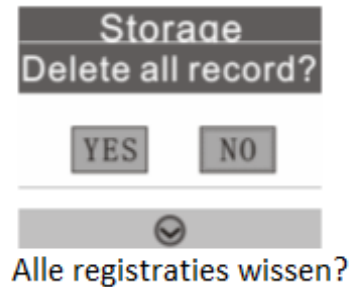 Storage
Delete all record?
YES NO
Alle registraties wissen?